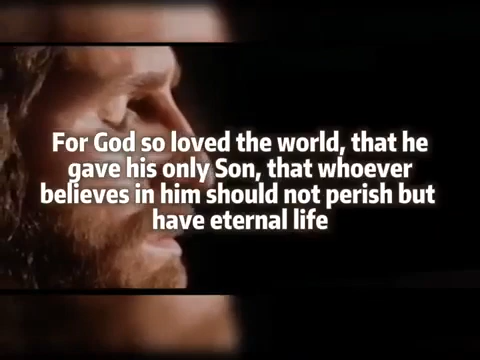 For God so loved the world, that he
gave his only Son, that whoever
believes in him should not perish but
have eternal life